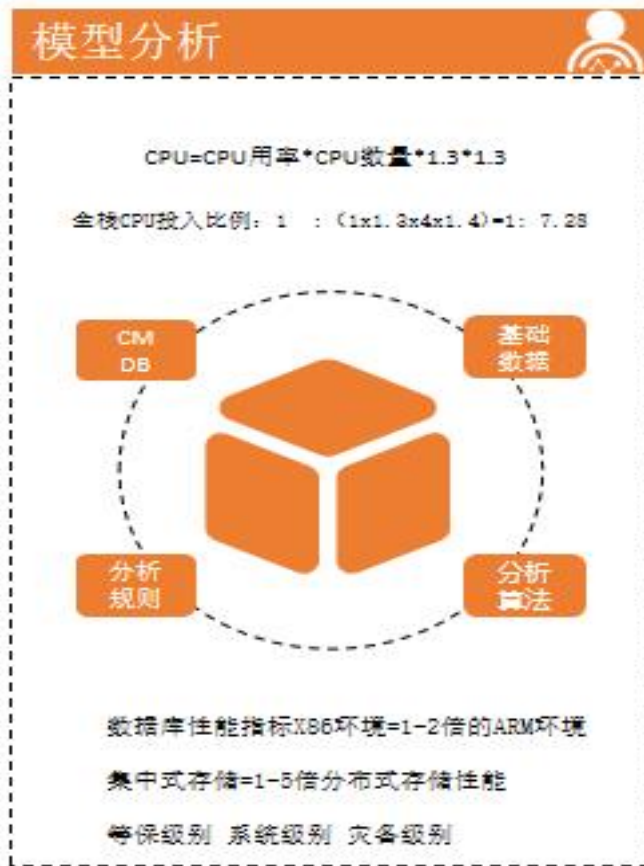 模型分析
CPU=CPU用率*CPU数量*1.3*1.3
全栈CPU投入比例：1 ：(1x1.3x4x1.4)=1: 7.28
CM
DB
基础
数据
分析
规则
分析
算法
数据库性能指标X86环境=1-2倍的ARM环境
集中式存储=1-5倍分布式存储性能
等保级别 系统级别 灾备级别